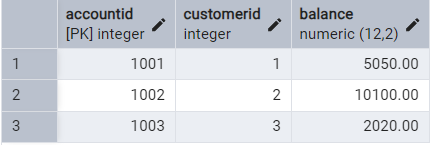 accountid customerid balance
[PK] integer integer numeric (12,2)
1 1001 1 5050.00
2 1002 2 10100.00
3 1003 3 2020.00